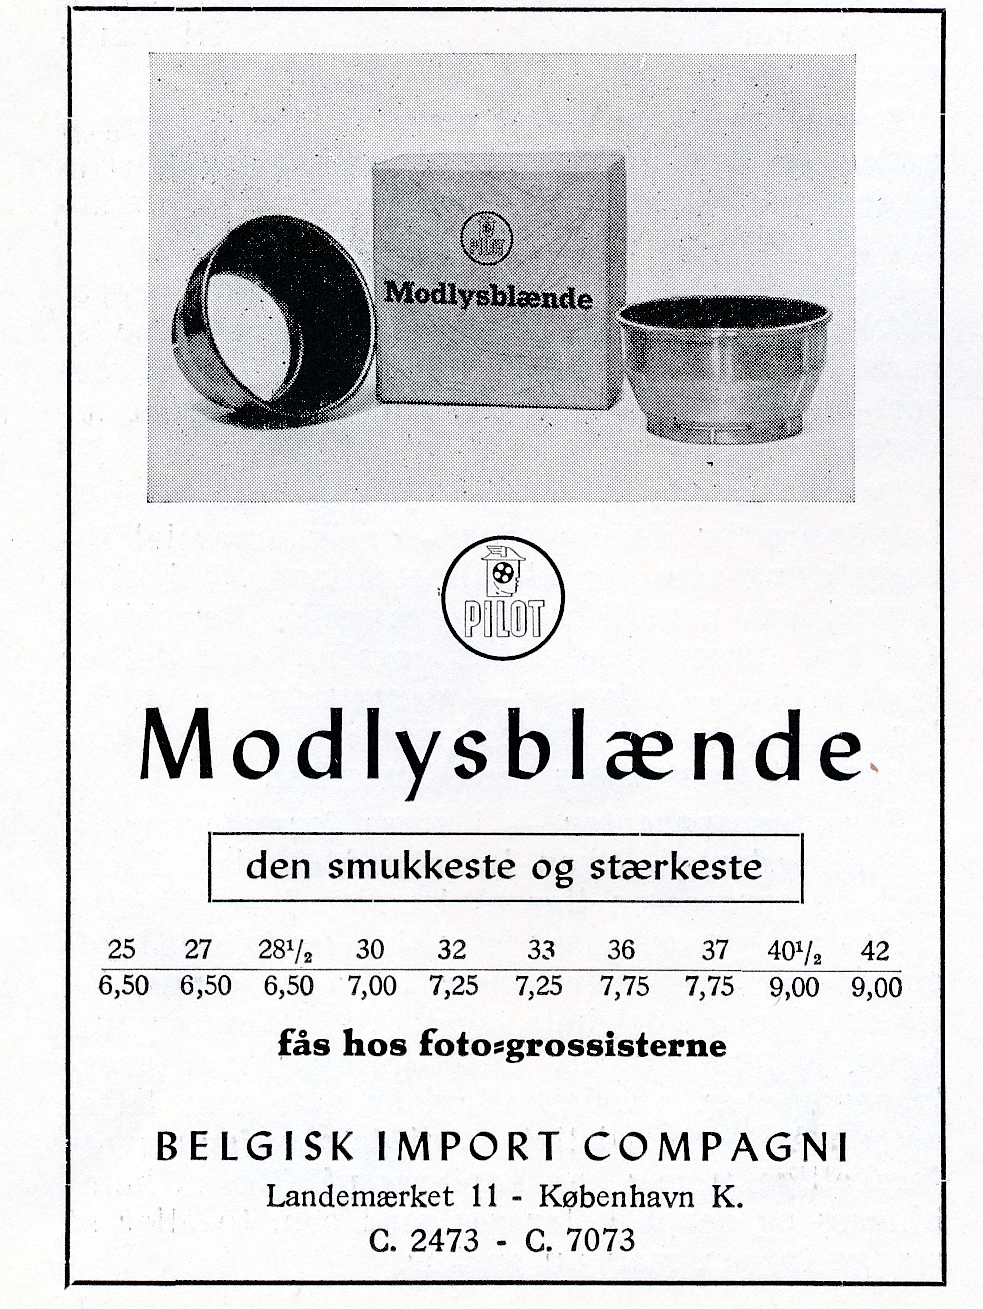 PILOT
Modlysblænde
PILOT
Modlysblænde
den smukkeste og stærkeste
25 27 28¹/₂ 30 32 33 36 37 40¹/₂ 42
6,50 6,50 6,50 7,00 7,25 7,25 7,75 7,75 9,00 9,00
fås hos foto-grossisterne
BELGISK IMPORT COMPAGNI
Landemærket 11 - København K.
C. 2473 - C. 7073